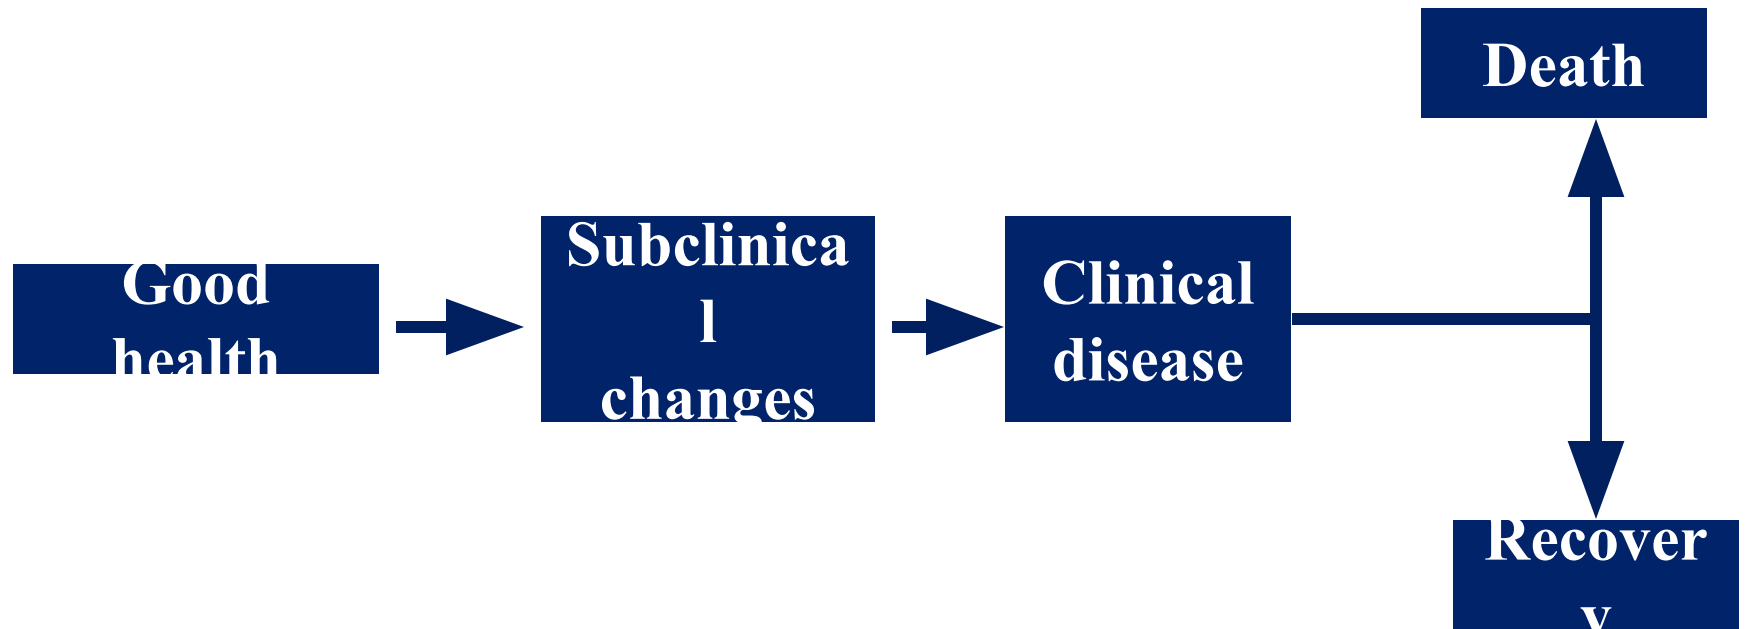 Death
Good
health
Subclinica
l
changes
Clinical
disease
Recover
y